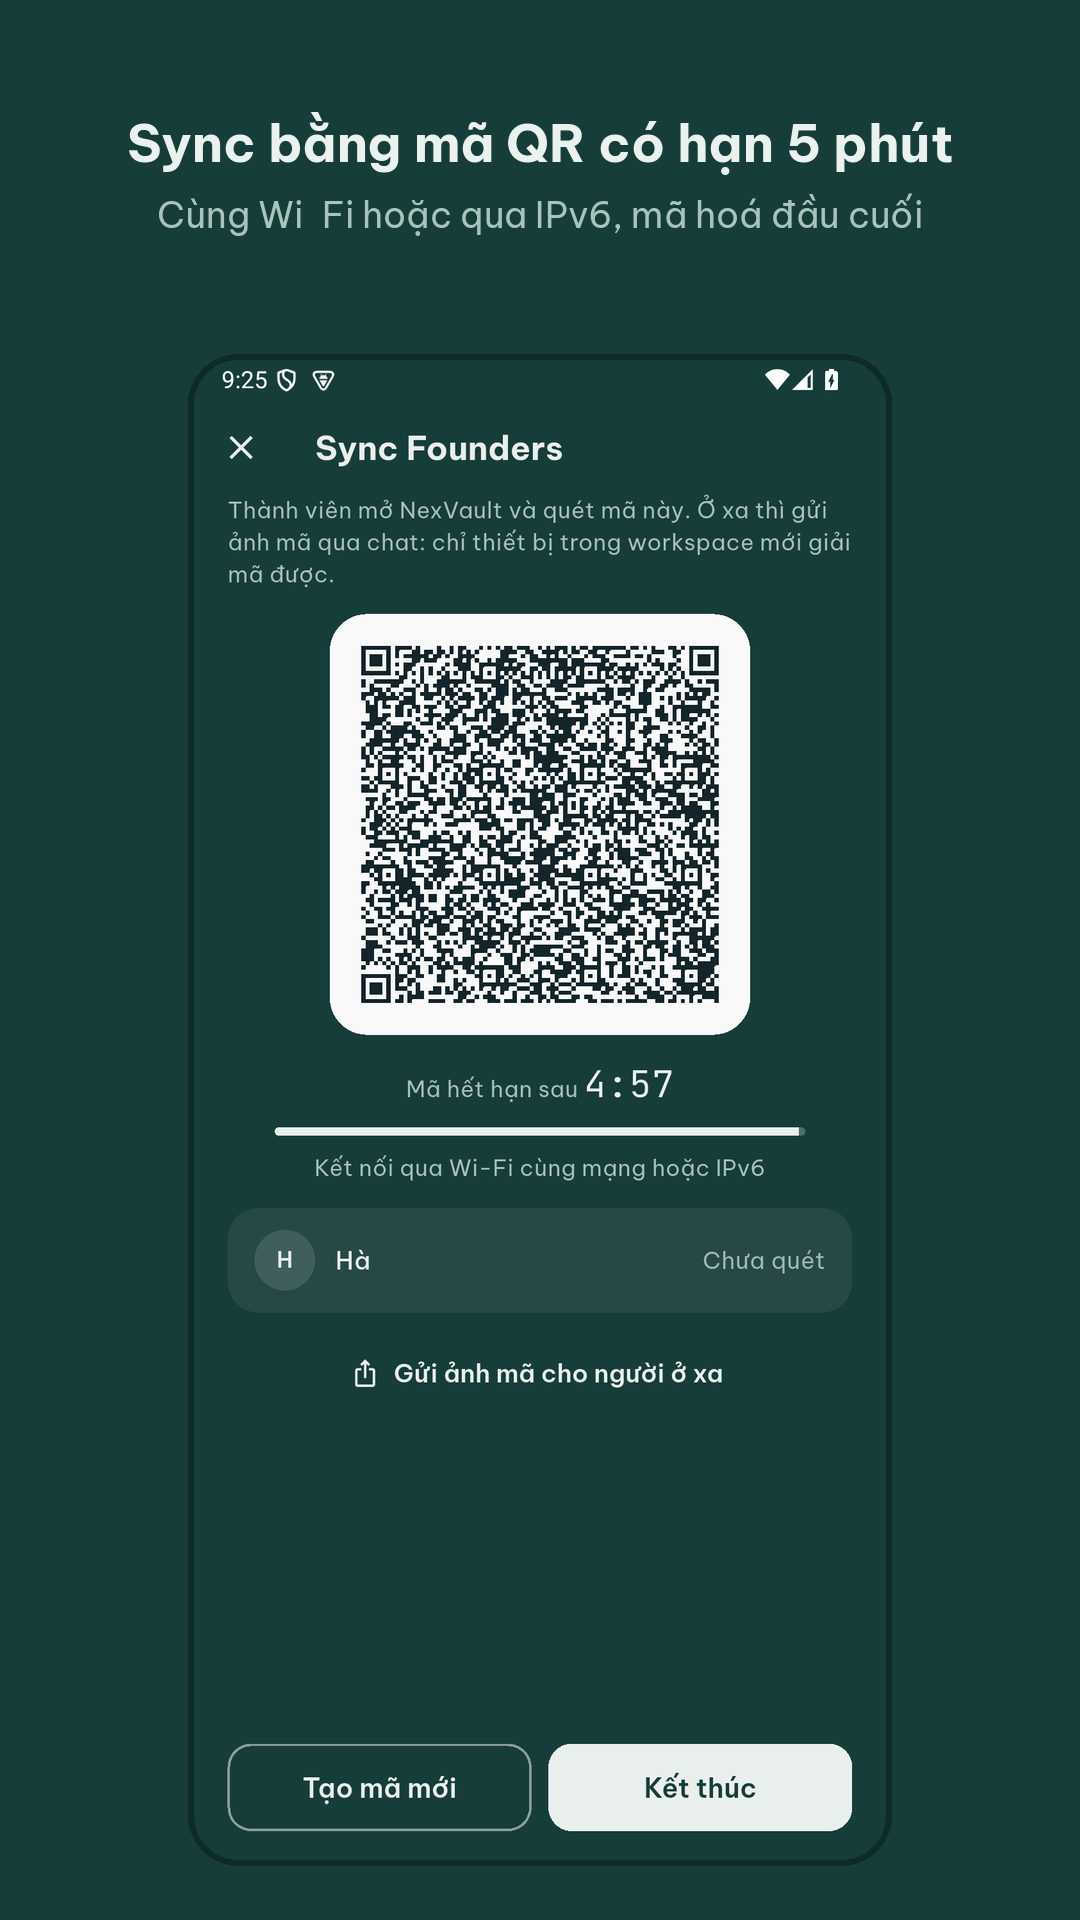 Sync bằng mã QR có hạn 5 phút
Cùng Wi Fi hoặc qua IPv6, mã hoá đầu cuối
9:25
Sync Founders
Thành viên mở NexVault và quét mã này. Ở xa thì gửi
ảnh mã qua chat: chỉ thiết bị trong workspace mới giải
mã được.
Mã hết hạn sau 4:57
Kết nối qua Wi-Fi cùng mạng hoặc IPv6
H Hà Chưa quét
Gửi ảnh mã cho người ở xa
Tạo mã mới Kết thúc